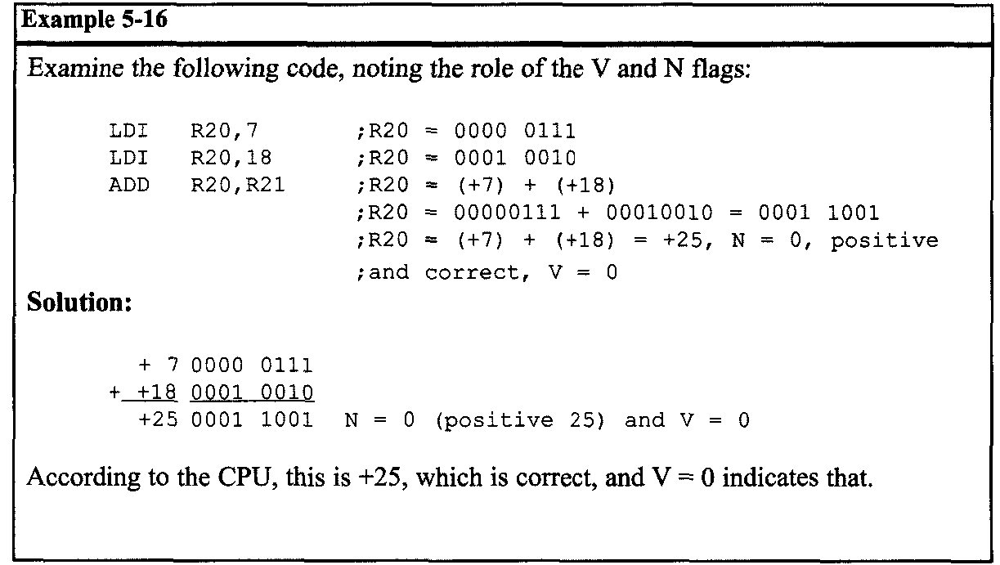 Example 5-16
Examine the following code, noting the role of the V and N flags:
LDI R20,7 ;R20 = 0000 0111
LDI R20,18 ;R20 = 0001 0010
ADD R20,R21 ;R20 = (+7) + (+18)
;R20 = 00000111 + 00010010 = 0001 1001
;R20 = (+7) + (+18) = +25, N = 0, positive
;and correct, V = 0
Solution:
+ 7 0000 0111
+ +18 0001 0010
+25 0001 1001 N = 0 (positive 25) and V = 0
According to the CPU, this is +25, which is correct, and V = 0 indicates that.